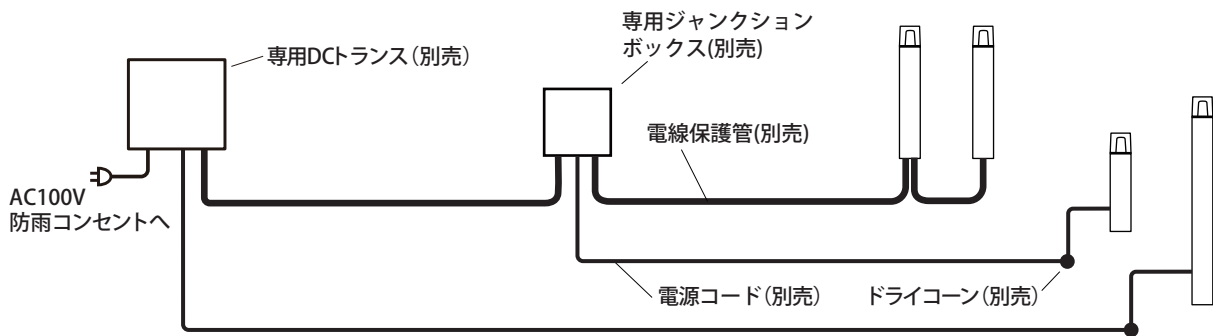 専用DCトランス（別売）
専用ジャンクション
ボックス(別売)
電線保護管(別売)
AC100V
防雨コンセントへ
電源コード（別売）
ドライコーン（別売）